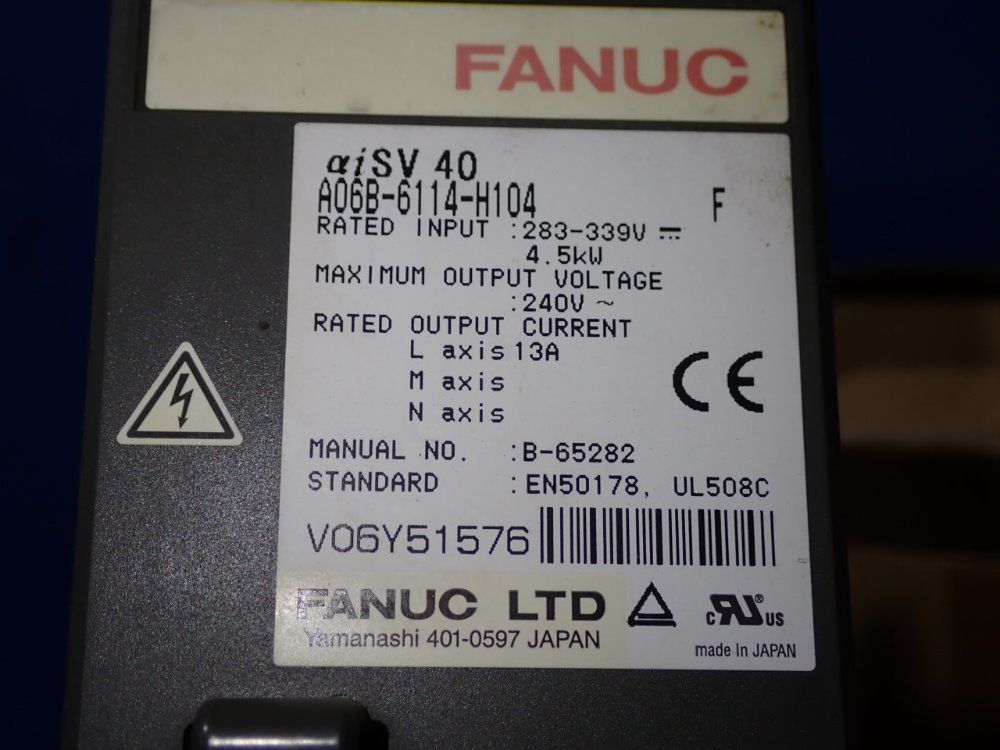 FANUC
αiSV 40
A06B-6114-H104 F
RATED INPUT :283-339V ⎓
4.5kW
MAXIMUM OUTPUT VOLTAGE
:240V ~
RATED OUTPUT CURRENT
L axis 13A
M axis
N axis
CE
MANUAL NO. :B-65282
STANDARD :EN50178, UL508C
V06Y51576
FANUC LTD
Yamanashi 401-0597 JAPAN
c RU ® US
made In JAPAN